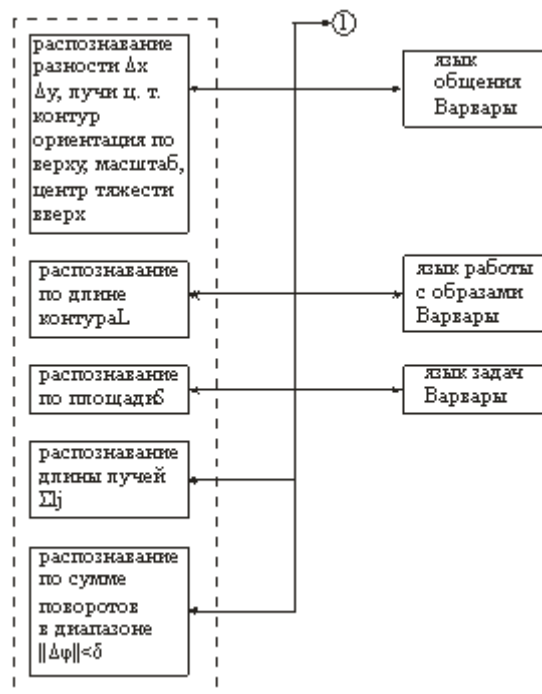 1
распознавание
разности Δx
Δy, лучи ц. т.
контур
ориентация по
верху, масштаб,
центр тяжести
вверх
язык
общения
Варвары
распознавание
по длине
контураL
язык работы
с образами
Варвары
распознавание
по площадиS
язык задач
Варвары
распознавание
длины лучей
Σlj
распознавание
по сумме
поворотов
в диапазоне
||Δφ||<δ